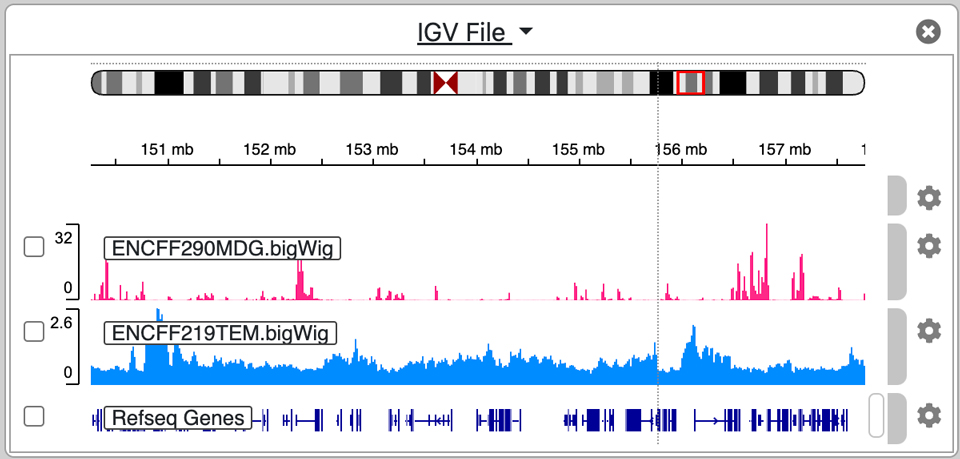 IGV File
151 mb 152 mb 153 mb 154 mb 155 mb 156 mb 157 mb 1
32
ENCFF290MDG.bigWig
0
2.6
ENCFF219TEM.bigWig
0
Refseq Genes